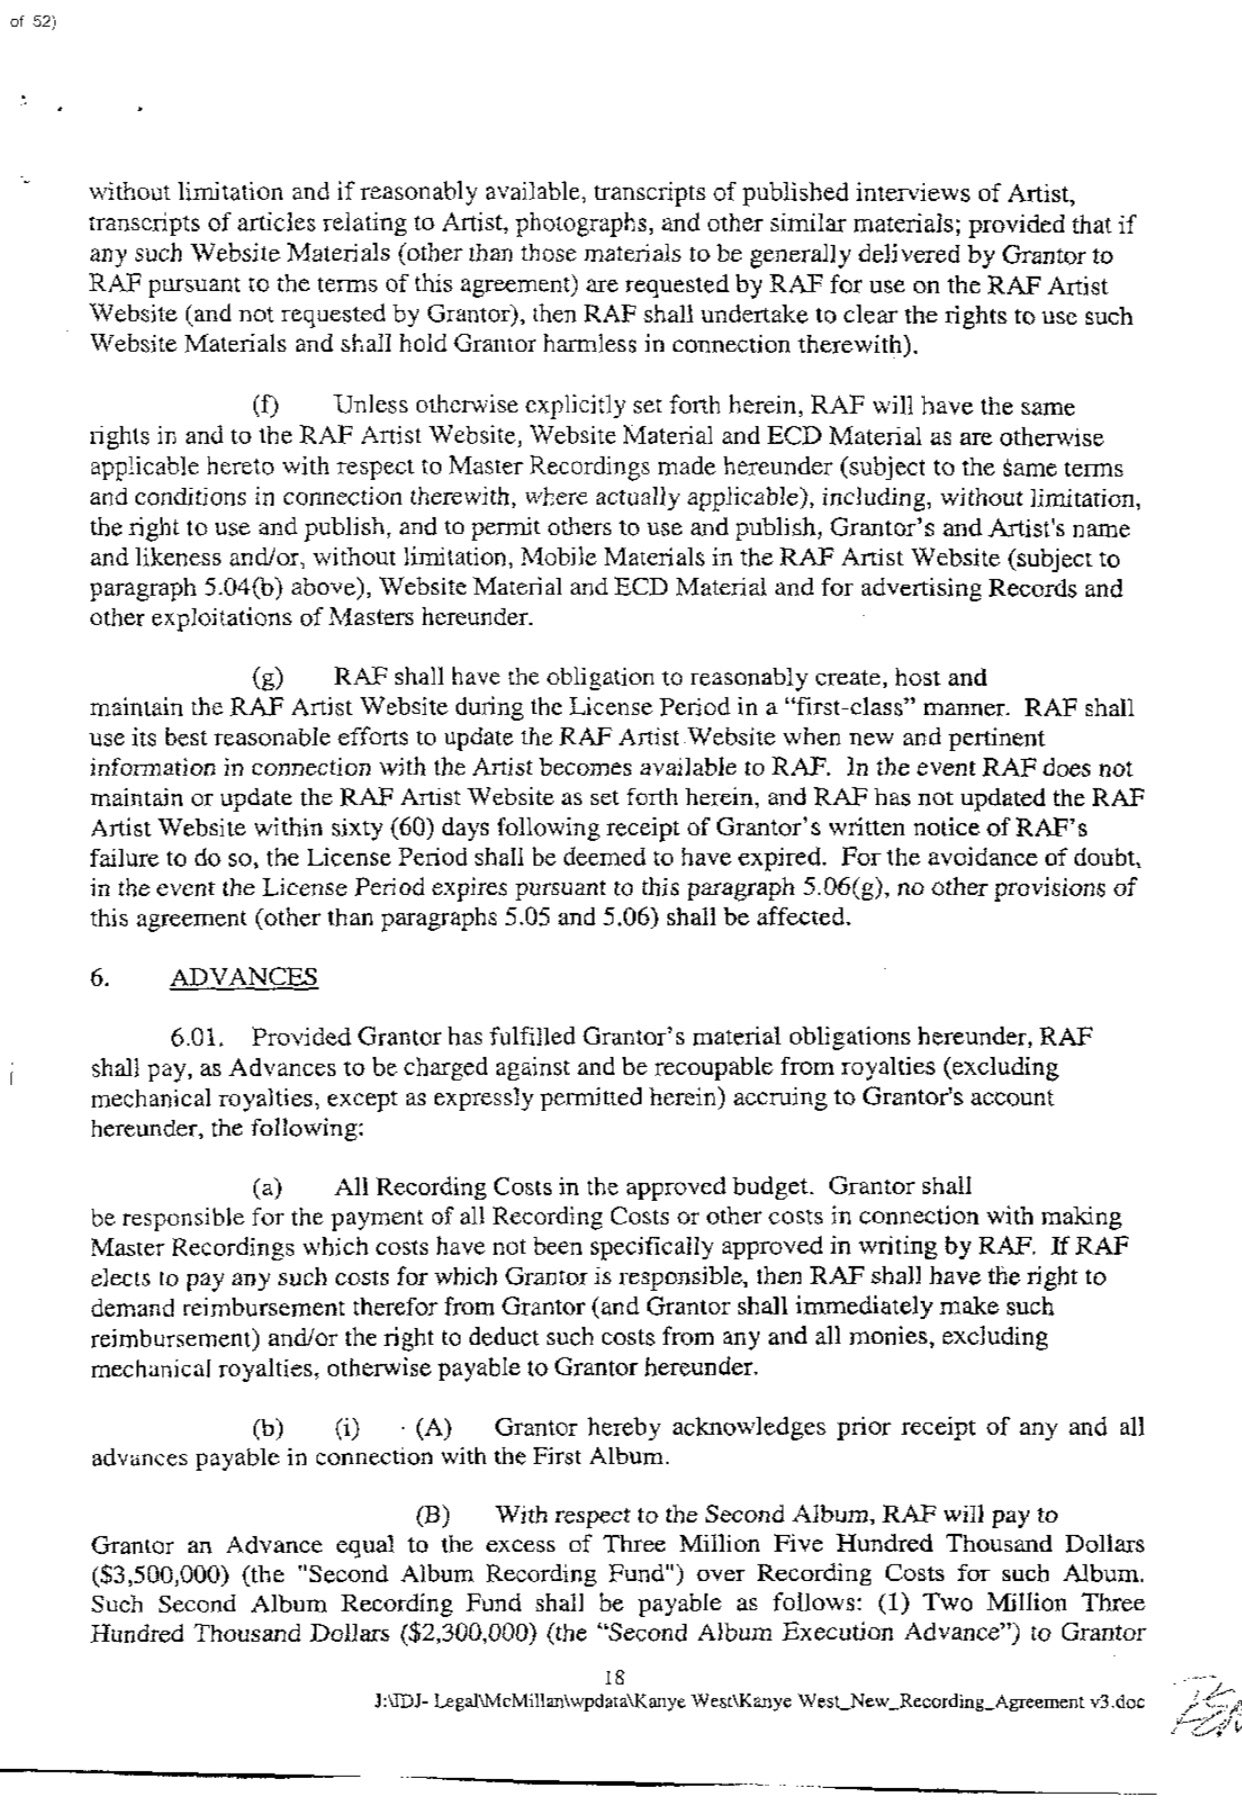 of 52)
without limitation and if reasonably available, transcripts of published interviews of Artist,
transcripts of articles relating to Artist, photographs, and other similar materials; provided that if
any such Website Materials (other than those materials to be generally delivered by Grantor to
RAF pursuant to the terms of this agreement) are requested by RAF for use on the RAF Artist
Website (and not requested by Grantor), then RAF shall undertake to clear the rights to use such
Website Materials and shall hold Grantor harmless in connection therewith).
(f) Unless otherwise explicitly set forth herein, RAF will have the same
rights in and to the RAF Artist Website, Website Material and ECD Material as are otherwise
applicable hereto with respect to Master Recordings made hereunder (subject to the same terms
and conditions in connection therewith, where actually applicable), including, without limitation,
the right to use and publish, and to permit others to use and publish, Grantor's and Artist's name
and likeness and/or, without limitation, Mobile Materials in the RAF Artist Website (subject to
paragraph 5.04(b) above), Website Material and ECD Material and for advertising Records and
other exploitations of Masters hereunder.
(g) RAF shall have the obligation to reasonably create, host and
maintain the RAF Artist Website during the License Period in a “first-class” manner. RAF shall
use its best reasonable efforts to update the RAF Artist Website when new and pertinent
information in connection with the Artist becomes available to RAF. In the event RAF does not
maintain or update the RAF Artist Website as set forth herein, and RAF has not updated the RAF
Artist Website within sixty (60) days following receipt of Grantor's written notice of RAF's
failure to do so, the License Period shall be deemed to have expired. For the avoidance of doubt,
in the event the License Period expires pursuant to this paragraph 5.06(g), no other provisions of
this agreement (other than paragraphs 5.05 and 5.06) shall be affected.
6. ADVANCES
6.01. Provided Grantor has fulfilled Grantor's material obligations hereunder, RAF
shall pay, as Advances to be charged against and be recoupable from royalties (excluding
mechanical royalties, except as expressly permitted herein) accruing to Grantor's account
hereunder, the following:
(a) All Recording Costs in the approved budget. Grantor shall
be responsible for the payment of all Recording Costs or other costs in connection with making
Master Recordings which costs have not been specifically approved in writing by RAF. If RAF
elects to pay any such costs for which Grantor is responsible, then RAF shall have the right to
demand reimbursement therefor from Grantor (and Grantor shall immediately make such
reimbursement) and/or the right to deduct such costs from any and all monies, excluding
mechanical royalties, otherwise payable to Grantor hereunder.
(b) (i) (A) Grantor hereby acknowledges prior receipt of any and all
advances payable in connection with the First Album.
(B) With respect to the Second Album, RAF will pay to
Grantor an Advance equal to the excess of Three Million Five Hundred Thousand Dollars
($3,500,000) (the "Second Album Recording Fund") over Recording Costs for such Album.
Such Second Album Recording Fund shall be payable as follows: (1) Two Million Three
Hundred Thousand Dollars ($2,300,000) (the “Second Album Execution Advance”) to Grantor
18
J:\IDJ- Legal\McMillan\wpdata\Kanye West\Kanye West_New_Recording_Agreement v3.doc